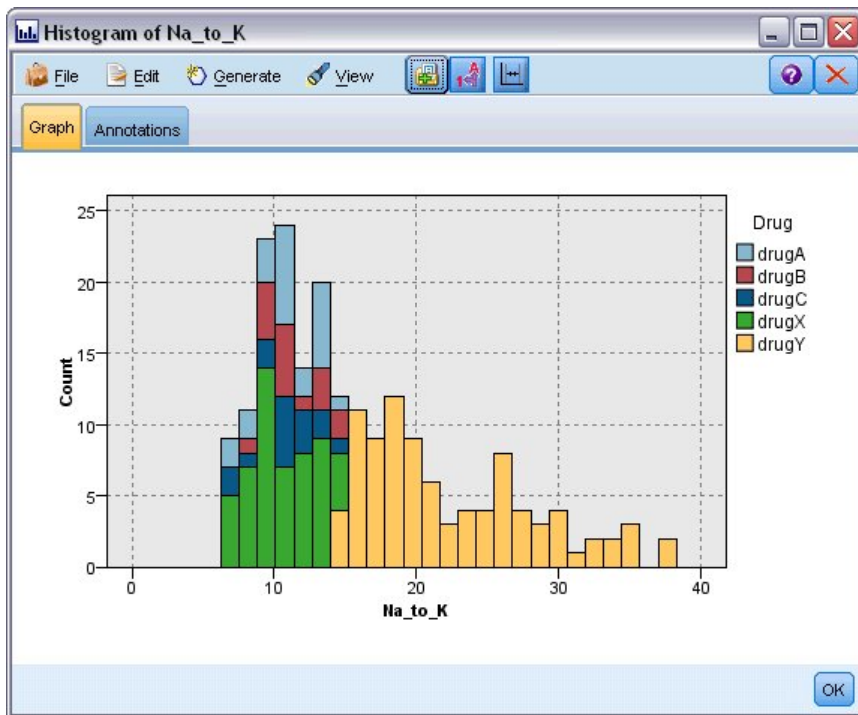 Histogram of Na_to_K
File Edit Generate View
Graph Annotations
25
20
15
10
5
0
Count
0 10 20 30 40
Na_to_K
Drug
drugA
drugB
drugC
drugX
drugY
OK